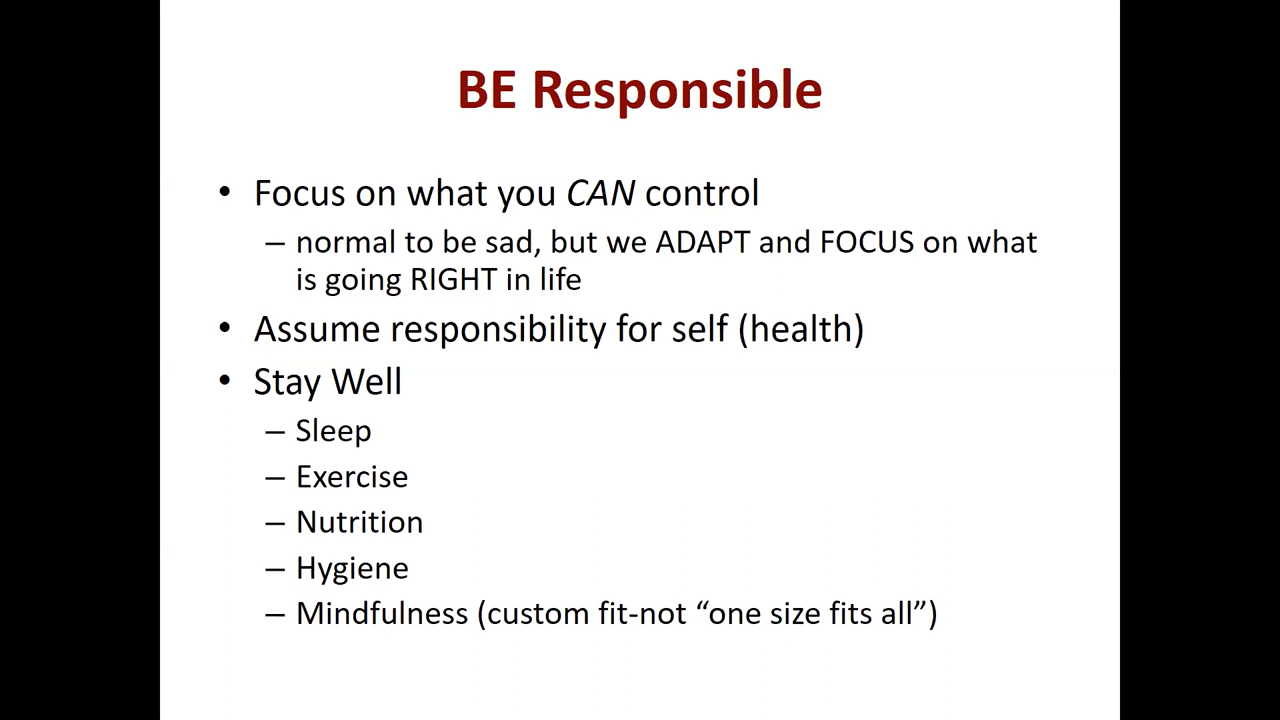 BE Responsible
• Focus on what you CAN control
– normal to be sad, but we ADAPT and FOCUS on what
is going RIGHT in life
• Assume responsibility for self (health)
• Stay Well
– Sleep
– Exercise
– Nutrition
– Hygiene
– Mindfulness (custom fit-not “one size fits all”)